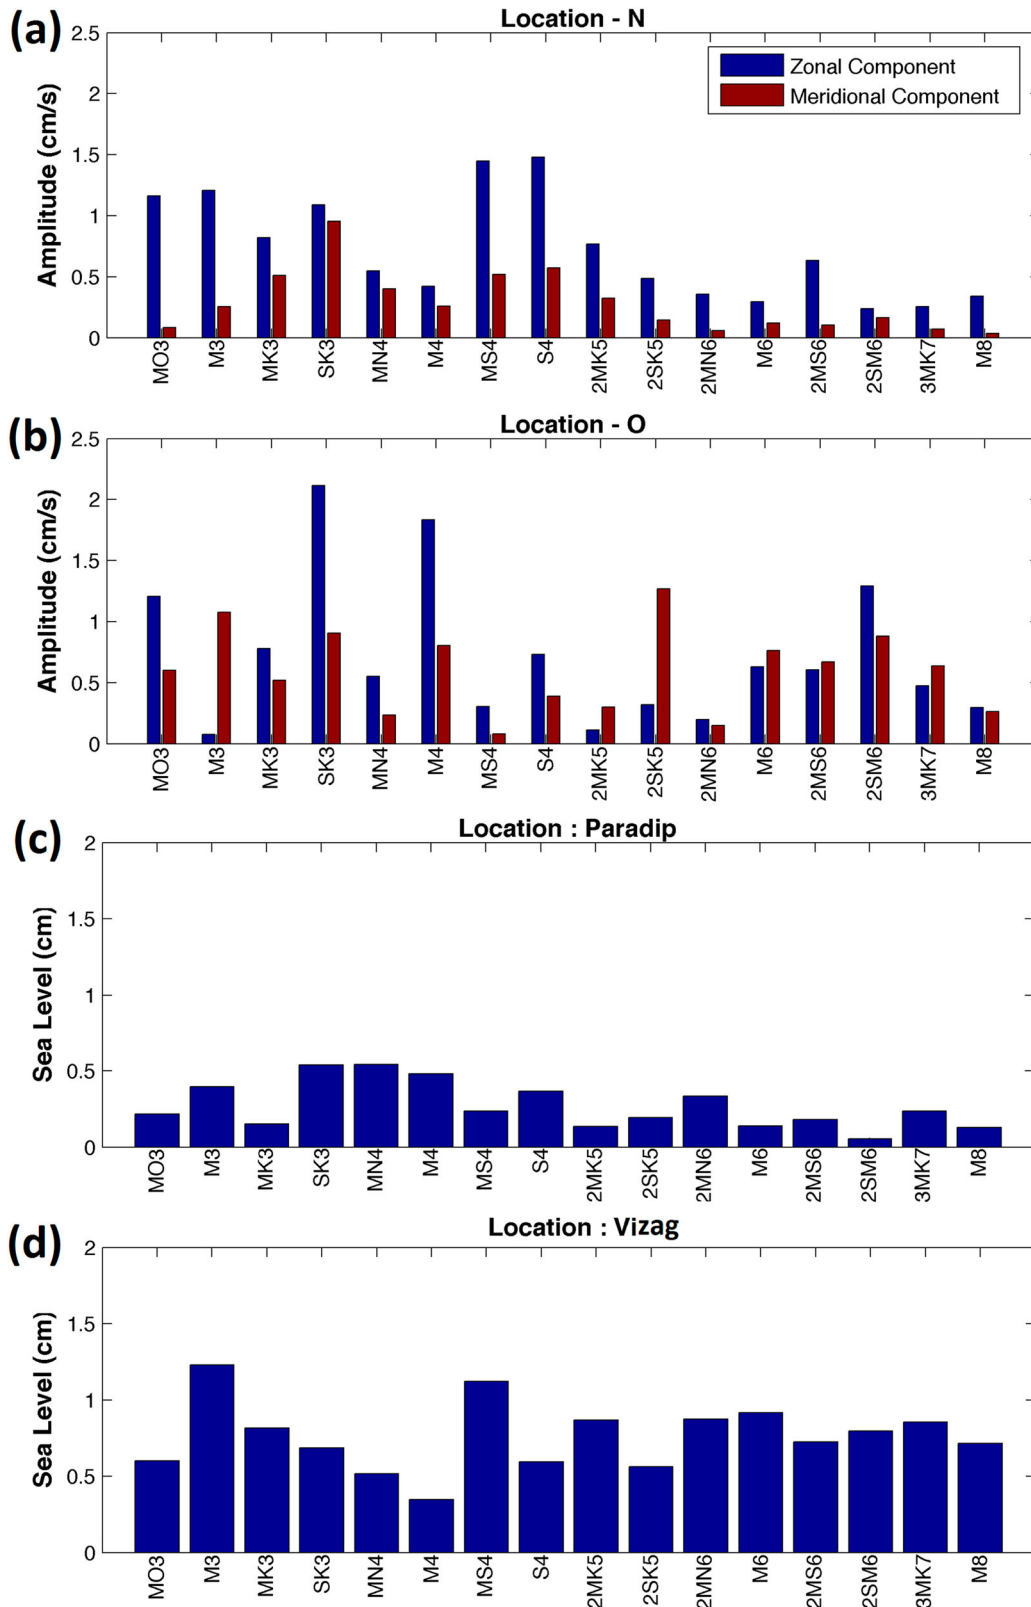 (a)
Location - N
Amplitude (cm/s)
2.5
2
1.5
1
0.5
0
Zonal Component
Meridional Component
MO3 M3 MK3 SK3 MN4 M4 MS4 S4 2MK5 2SK5 2MN6 M6 2MS6 2SM6 3MK7 M8
(b)
Location - O
Amplitude (cm/s)
2.5
2
1.5
1
0.5
0
MO3 M3 MK3 SK3 MN4 M4 MS4 S4 2MK5 2SK5 2MN6 M6 2MS6 2SM6 3MK7 M8
(c)
Location : Paradip
Sea Level (cm)
2
1.5
1
0.5
0
MO3 M3 MK3 SK3 MN4 M4 MS4 S4 2MK5 2SK5 2MN6 M6 2MS6 2SM6 3MK7 M8
(d)
Location : Vizag
Sea Level (cm)
2
1.5
1
0.5
0
MO3 M3 MK3 SK3 MN4 M4 MS4 S4 2MK5 2SK5 2MN6 M6 2MS6 2SM6 3MK7 M8